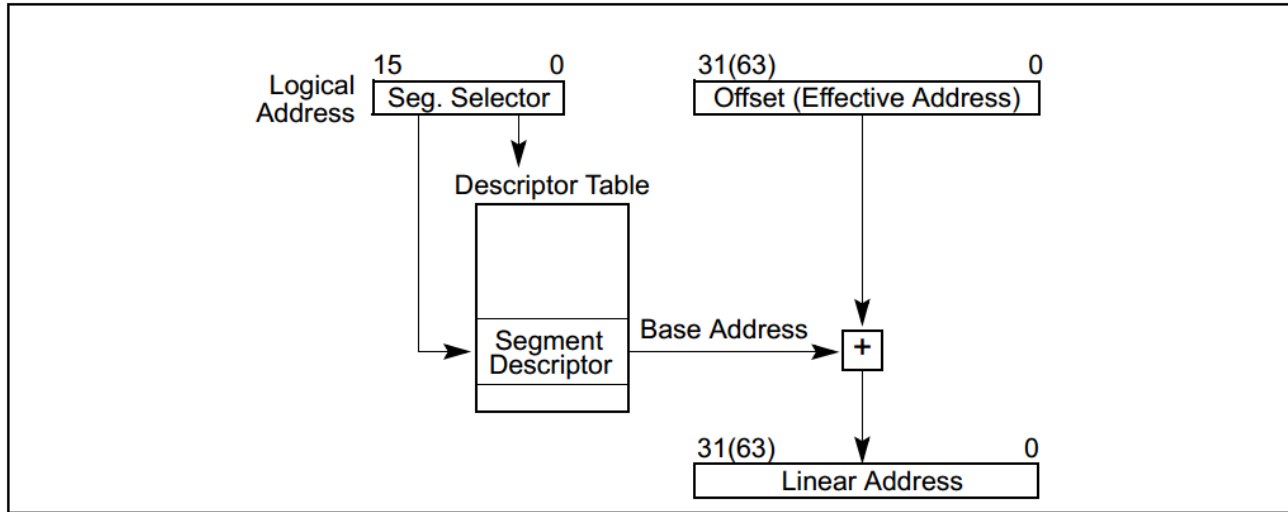 15 0
31(63) 0
Logical
Address
Seg. Selector
Offset (Effective Address)
Descriptor Table
Base Address
Segment
Descriptor
+
31(63) 0
Linear Address